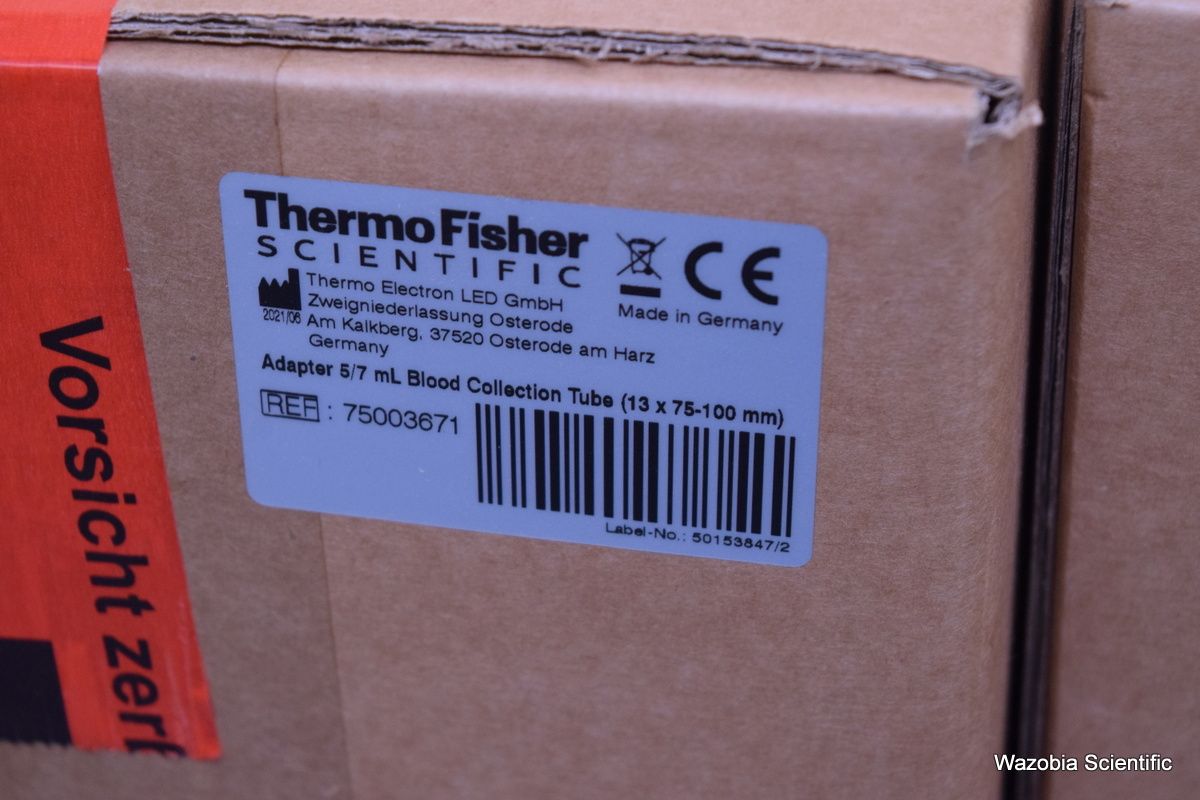 ThermoFisher
SCIENTIFIC
CE
Made in Germany
2021/06
Thermo Electron LED GmbH
Zweigniederlassung Osterode
Am Kalkberg, 37520 Osterode am Harz
Germany
Adapter 5/7 mL Blood Collection Tube (13 x 75-100 mm)
REF : 75003671
Label-No.: 50153847/2
Vorsicht
Wazobia Scientific